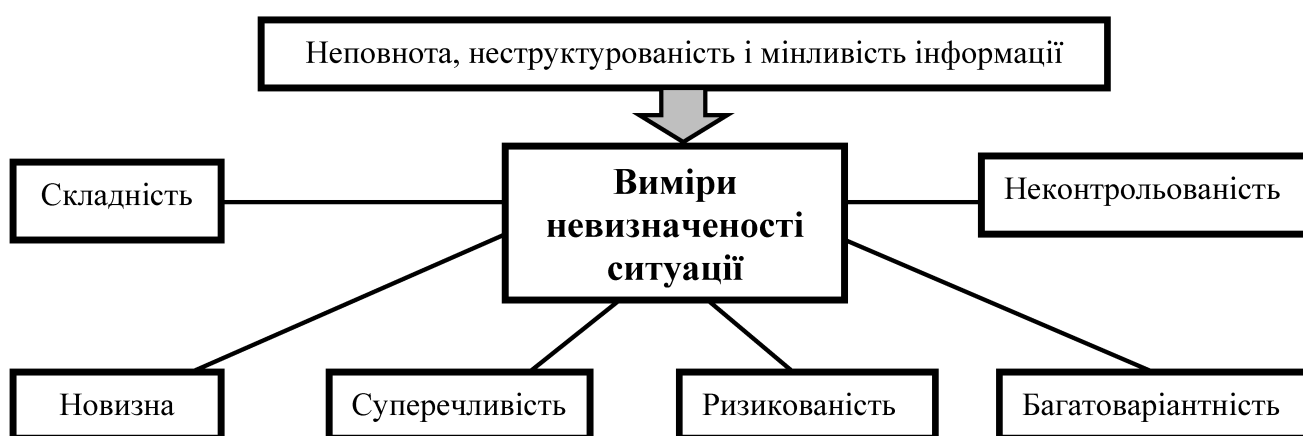 Неповнота, неструктурованість і мінливість інформації
Складність
Виміри
невизначеності
ситуації
Неконтрольованість
Новизна
Суперечливість
Ризикованість
Багатоваріантність